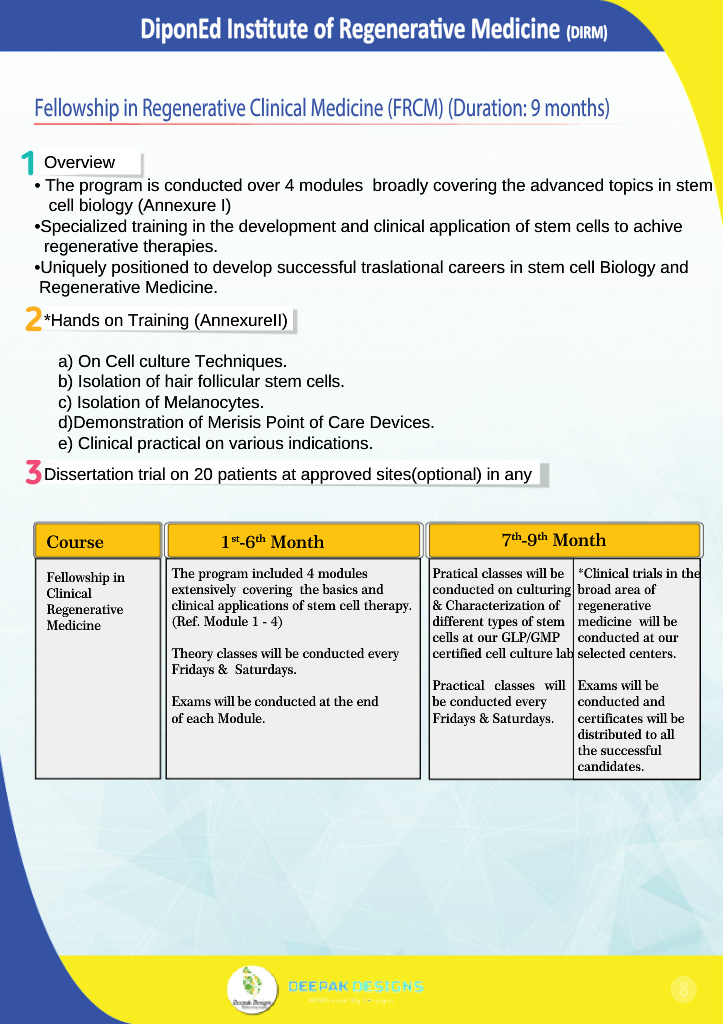 DiponEd Institute of Regenerative Medicine (DIRM)
Fellowship in Regenerative Clinical Medicine (FRCM) (Duration: 9 months)
1 Overview
• The program is conducted over 4 modules broadly covering the advanced topics in stem
cell biology (Annexure I)
•Specialized training in the development and clinical application of stem cells to achive
regenerative therapies.
•Uniquely positioned to develop successful traslational careers in stem cell Biology and
Regenerative Medicine.
2 *Hands on Training (AnnexureII)
a) On Cell culture Techniques.
b) Isolation of hair follicular stem cells.
c) Isolation of Melanocytes.
d)Demonstration of Merisis Point of Care Devices.
e) Clinical practical on various indications.
3 Dissertation trial on 20 patients at approved sites(optional) in any
Course
1st-6th Month
7th-9th Month
Fellowship in
Clinical
Regenerative
Medicine
The program included 4 modules
extensively covering the basics and
clinical applications of stem cell therapy.
(Ref. Module 1 - 4)
Theory classes will be conducted every
Fridays & Saturdays.
Exams will be conducted at the end
of each Module.
Pratical classes will be
conducted on culturing
& Characterization of
different types of stem
cells at our GLP/GMP
certified cell culture lab
Practical classes will
be conducted every
Fridays & Saturdays.
*Clinical trials in the
broad area of
regenerative
medicine will be
conducted at our
selected centers.
Exams will be
conducted and
certificates will be
distributed to all
the successful
candidates.
Deepak Designs
DEEPAK DESIGNS
8